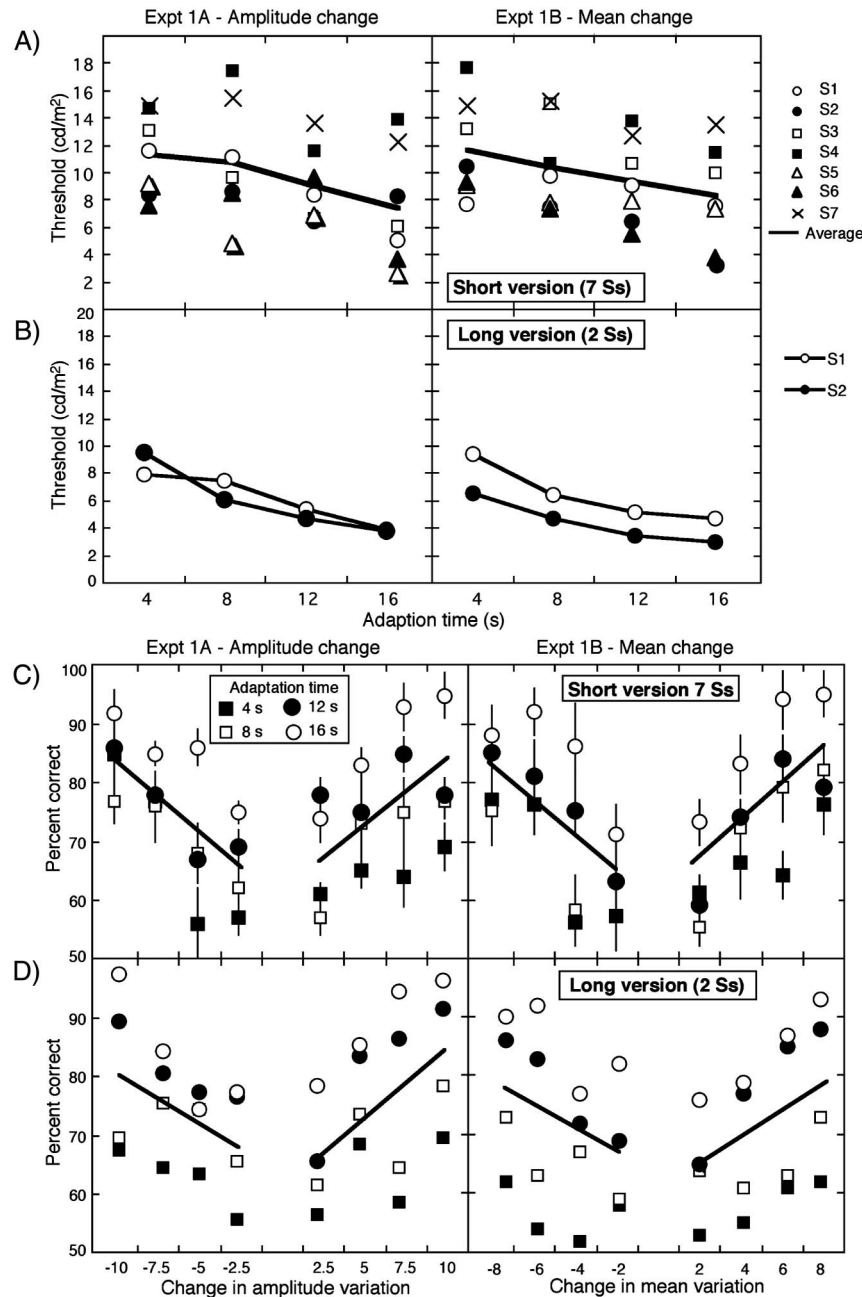 Expt 1A - Amplitude change
Expt 1B - Mean change
A)
Threshold (cd/m²)
18
16
14
12
10
8
6
4
2
Short version (7 Ss)
S1
S2
S3
S4
S5
S6
S7
Average
B)
Threshold (cd/m²)
20
18
16
14
12
10
8
6
4
2
0
Long version (2 Ss)
S1
S2
4 8 12 16 4 8 12 16
Adaption time (s)
Expt 1A - Amplitude change
Expt 1B - Mean change
C)
Percent correct
100
90
80
70
60
50
Adaptation time
4 s 12 s
8 s 16 s
Short version 7 Ss
D)
Percent correct
90
80
70
60
50
Long version (2 Ss)
-10 -7.5 -5 -2.5 2.5 5 7.5 10
-8 -6 -4 -2 2 4 6 8
Change in amplitude variation
Change in mean variation